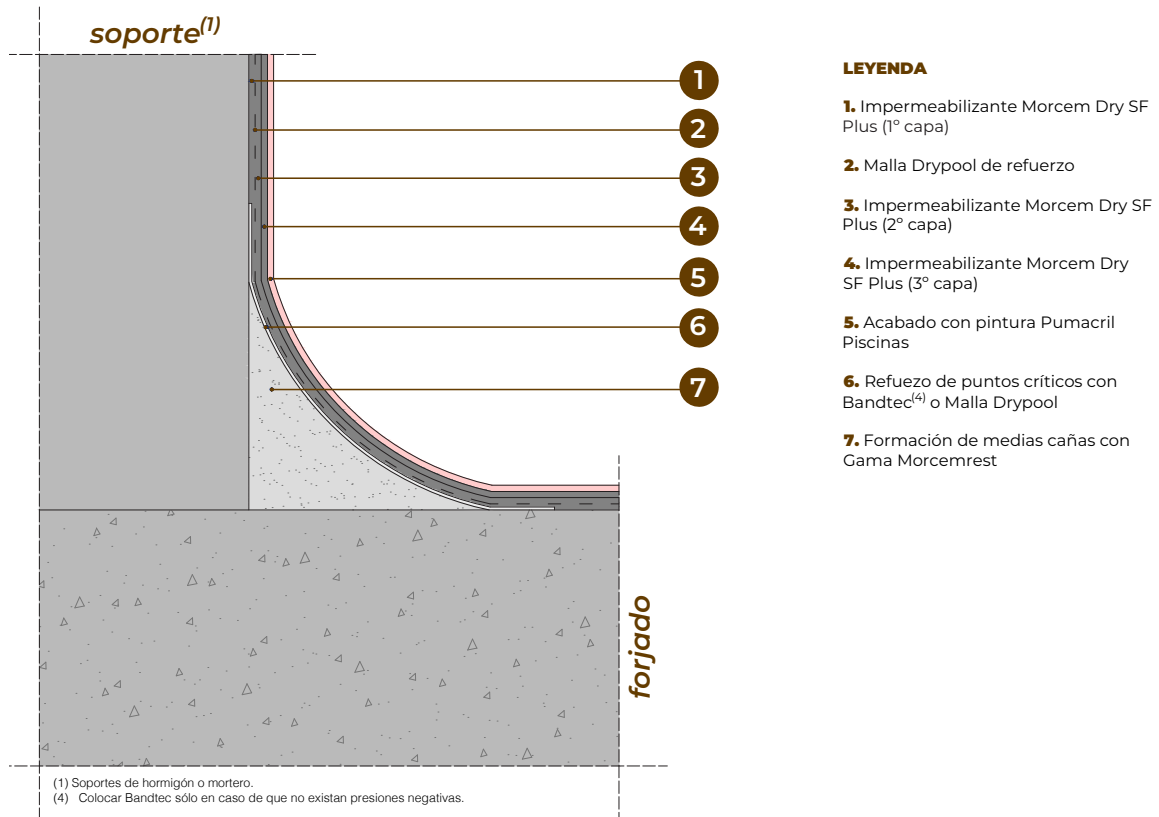 soporte(1)
1
2
3
4
5
6
7
forjado
(1) Soportes de hormigón o mortero.
(4) Colocar Bandtec sólo en caso de que no existan presiones negativas.
LEYENDA
1. Impermeabilizante Morcem Dry SF
Plus (1º capa)
2. Malla Drypool de refuerzo
3. Impermeabilizante Morcem Dry SF
Plus (2º capa)
4. Impermeabilizante Morcem Dry
SF Plus (3º capa)
5. Acabado con pintura Pumacril
Piscinas
6. Refuezo de puntos críticos con
Bandtec(4) o Malla Drypool
7. Formación de medias cañas con
Gama Morcemrest